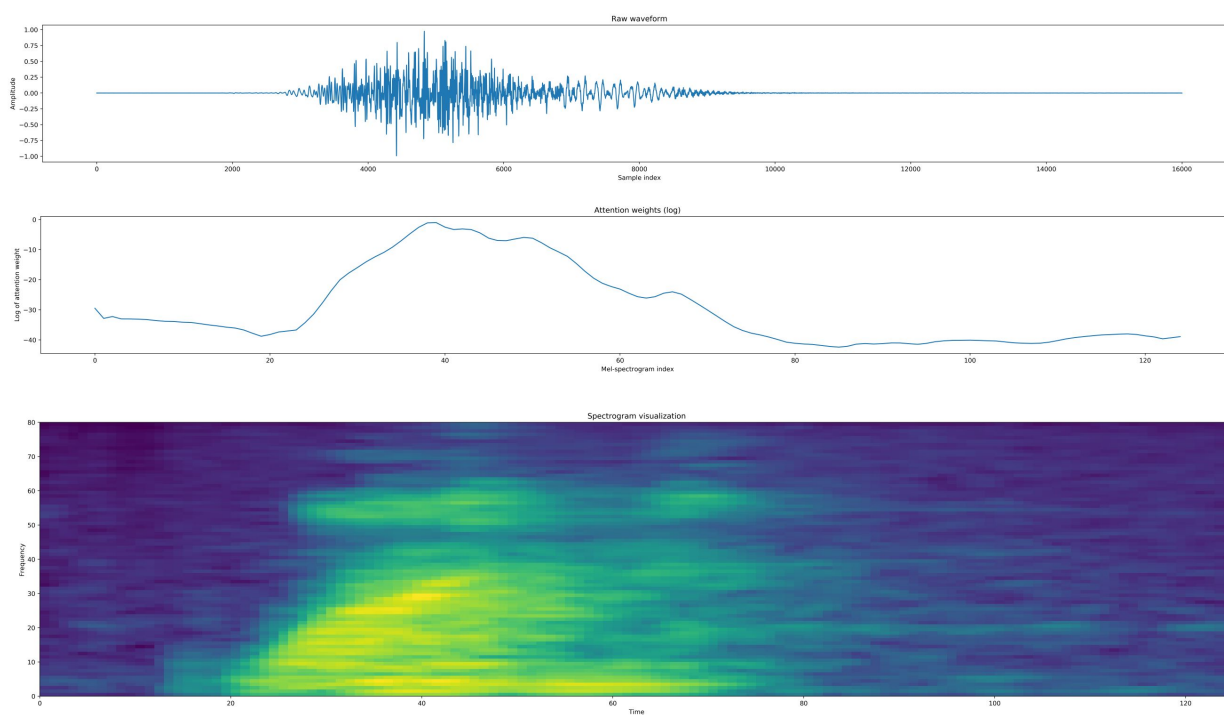 Raw waveform
1.00
0.75
0.50
0.25
0.00
−0.25
−0.50
−0.75
−1.00
Amplitude
0 2000 4000 6000 8000 10000 12000 14000 16000
Sample index
Attention weights (log)
0
−10
−20
−30
−40
Log of attention weight
0 20 40 60 80 100 120
Mel-spectrogram index
Spectrogram visualization
80
70
60
50
40
30
20
10
0
Frequency
0 20 40 60 80 100 120
Time